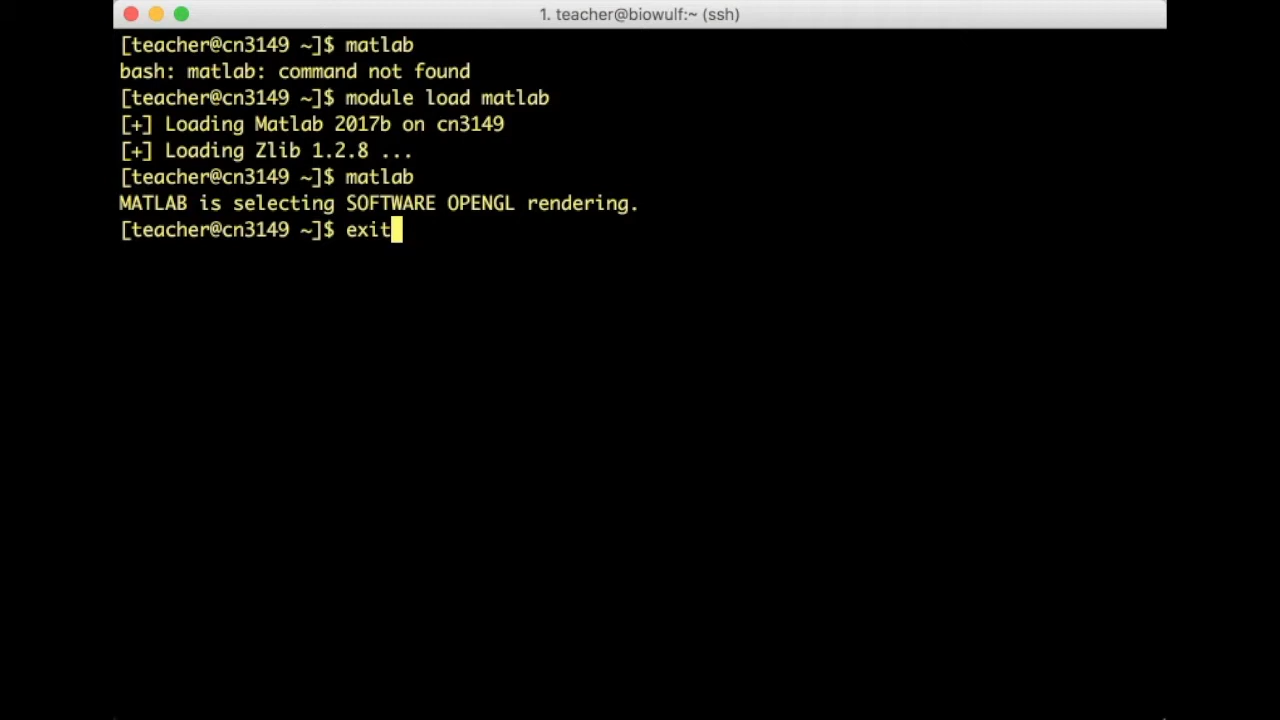 1. teacher@biowulf:~ (ssh)
[teacher@cn3149 ~]$ matlab
bash: matlab: command not found
[teacher@cn3149 ~]$ module load matlab
[+] Loading Matlab 2017b on cn3149
[+] Loading Zlib 1.2.8 ...
[teacher@cn3149 ~]$ matlab
MATLAB is selecting SOFTWARE OPENGL rendering.
[teacher@cn3149 ~]$ exit